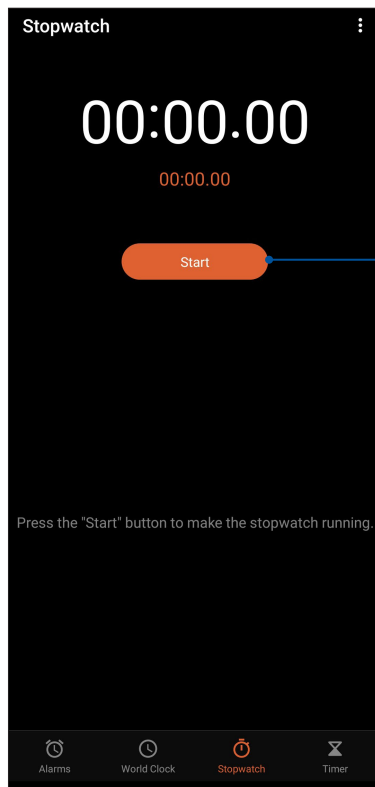 Stopwatch
00:00.00
00:00.00
Start
Press the "Start" button to make the stopwatch running.
Alarms World Clock Stopwatch Timer